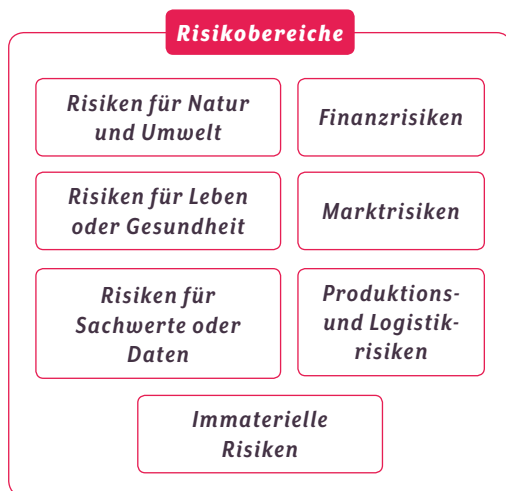 Risikobereiche
Risiken für Natur
und Umwelt
Finanzrisiken
Risiken für Leben
oder Gesundheit
Marktrisiken
Risiken für
Sachwerte oder
Daten
Produktions-
und Logistik-
risiken
Immaterielle
Risiken